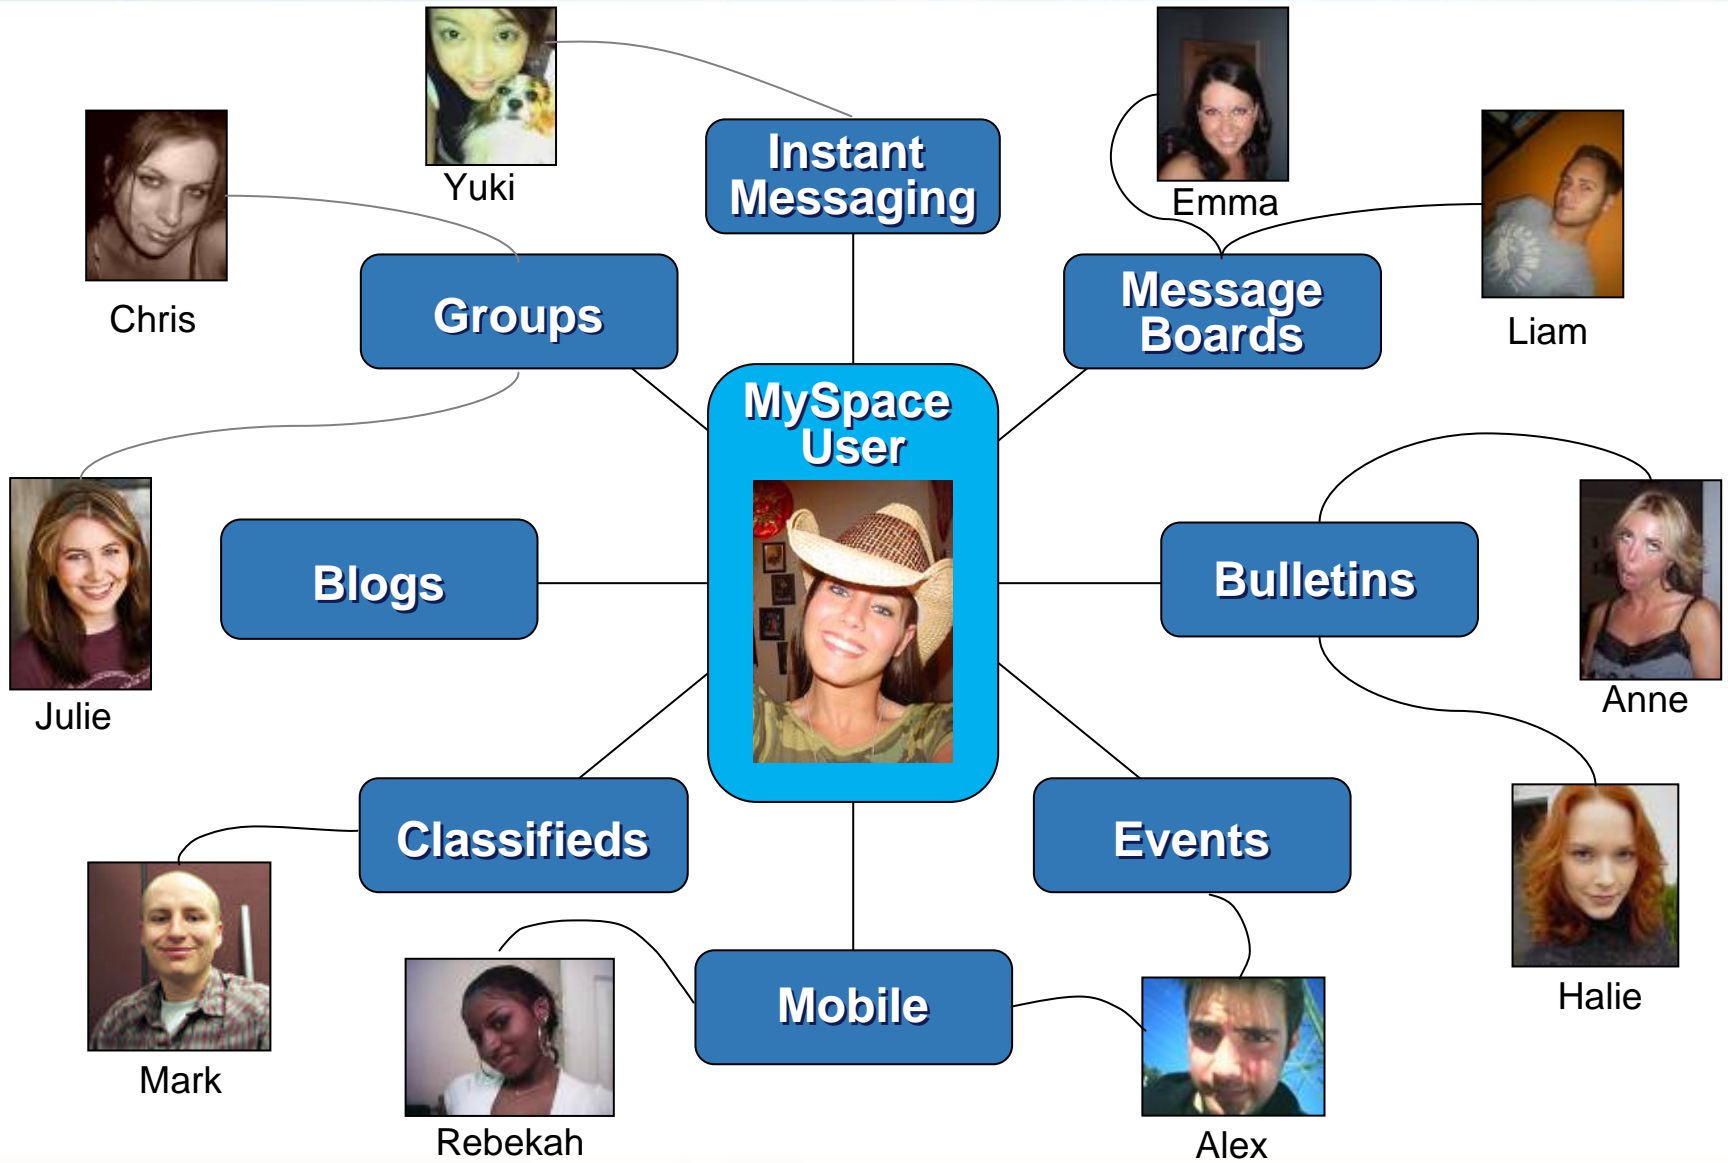 Yuki
Instant
Messaging
Emma
Chris
Groups
Message
Boards
Liam
MySpace
User
Blogs
Bulletins
Julie
Anne
Classifieds
Events
Mobile
Halie
Mark
Rebekah
Alex